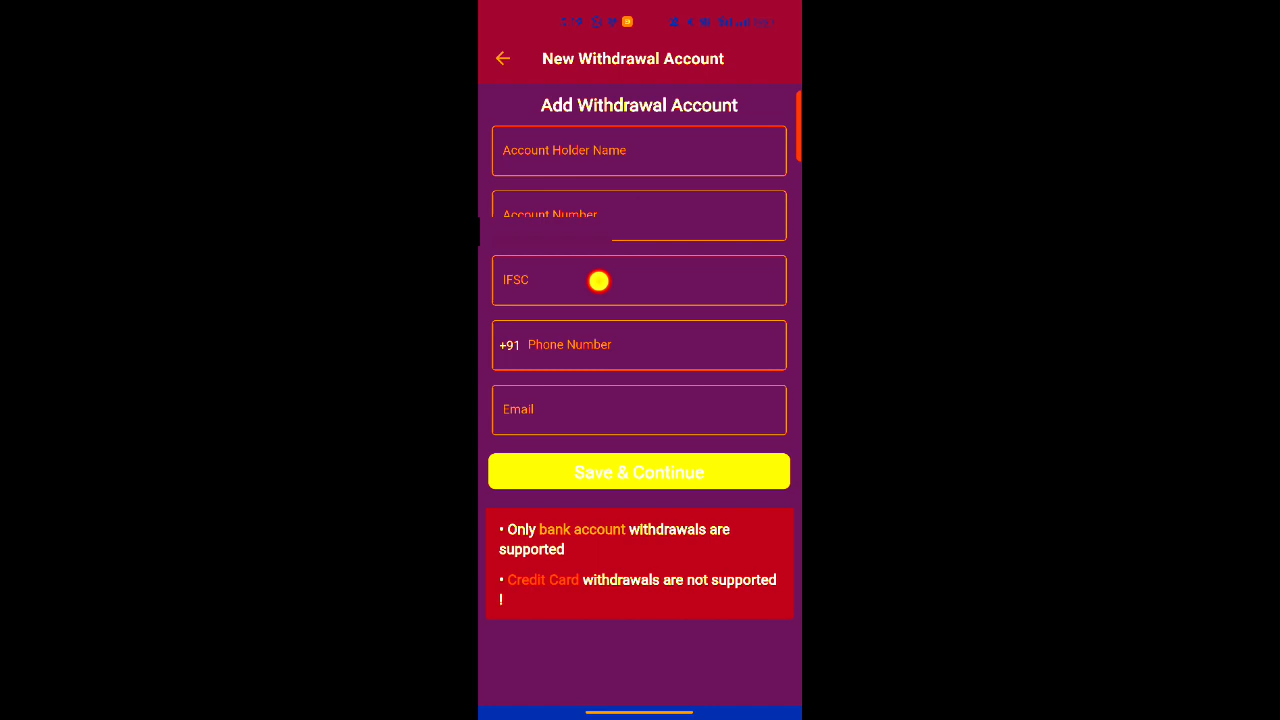 New Withdrawal Account
Add Withdrawal Account
Account Holder Name
Account Number
IFSC
+91 Phone Number
Email
Save & Continue
• Only bank account withdrawals are
supported
• Credit Card withdrawals are not supported
!